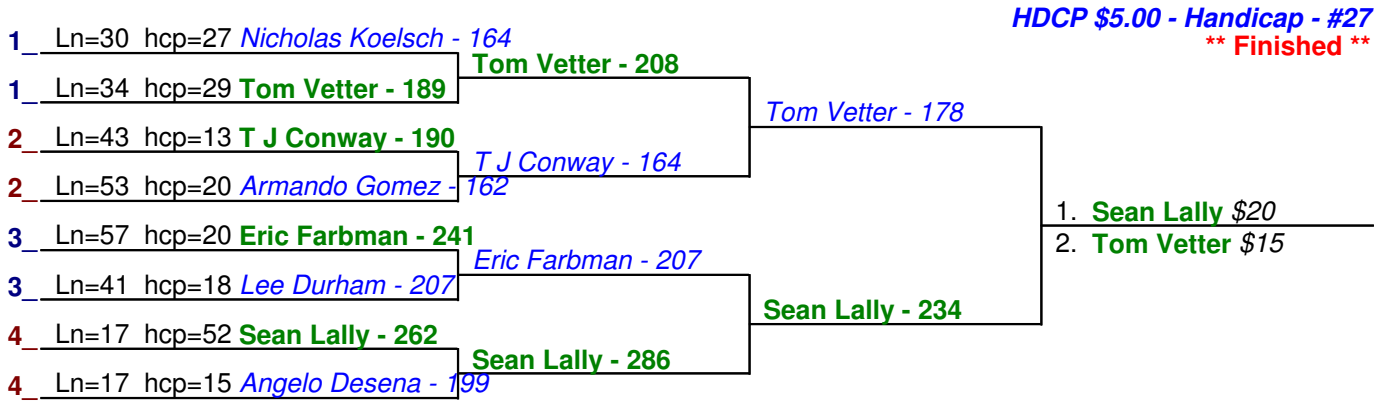 HDCP $5.00 - Handicap - #27
** Finished **
1_ Ln=30 hcp=27 Nicholas Koelsch - 164
Tom Vetter - 208
1_ Ln=34 hcp=29 Tom Vetter - 189
Tom Vetter - 178
2_ Ln=43 hcp=13 T J Conway - 190
T J Conway - 164
2_ Ln=53 hcp=20 Armando Gomez - 162
1. Sean Lally $20
2. Tom Vetter $15
3_ Ln=57 hcp=20 Eric Farbman - 241
Eric Farbman - 207
3_ Ln=41 hcp=18 Lee Durham - 207
Sean Lally - 234
4_ Ln=17 hcp=52 Sean Lally - 262
Sean Lally - 286
4_ Ln=17 hcp=15 Angelo Desena - 199